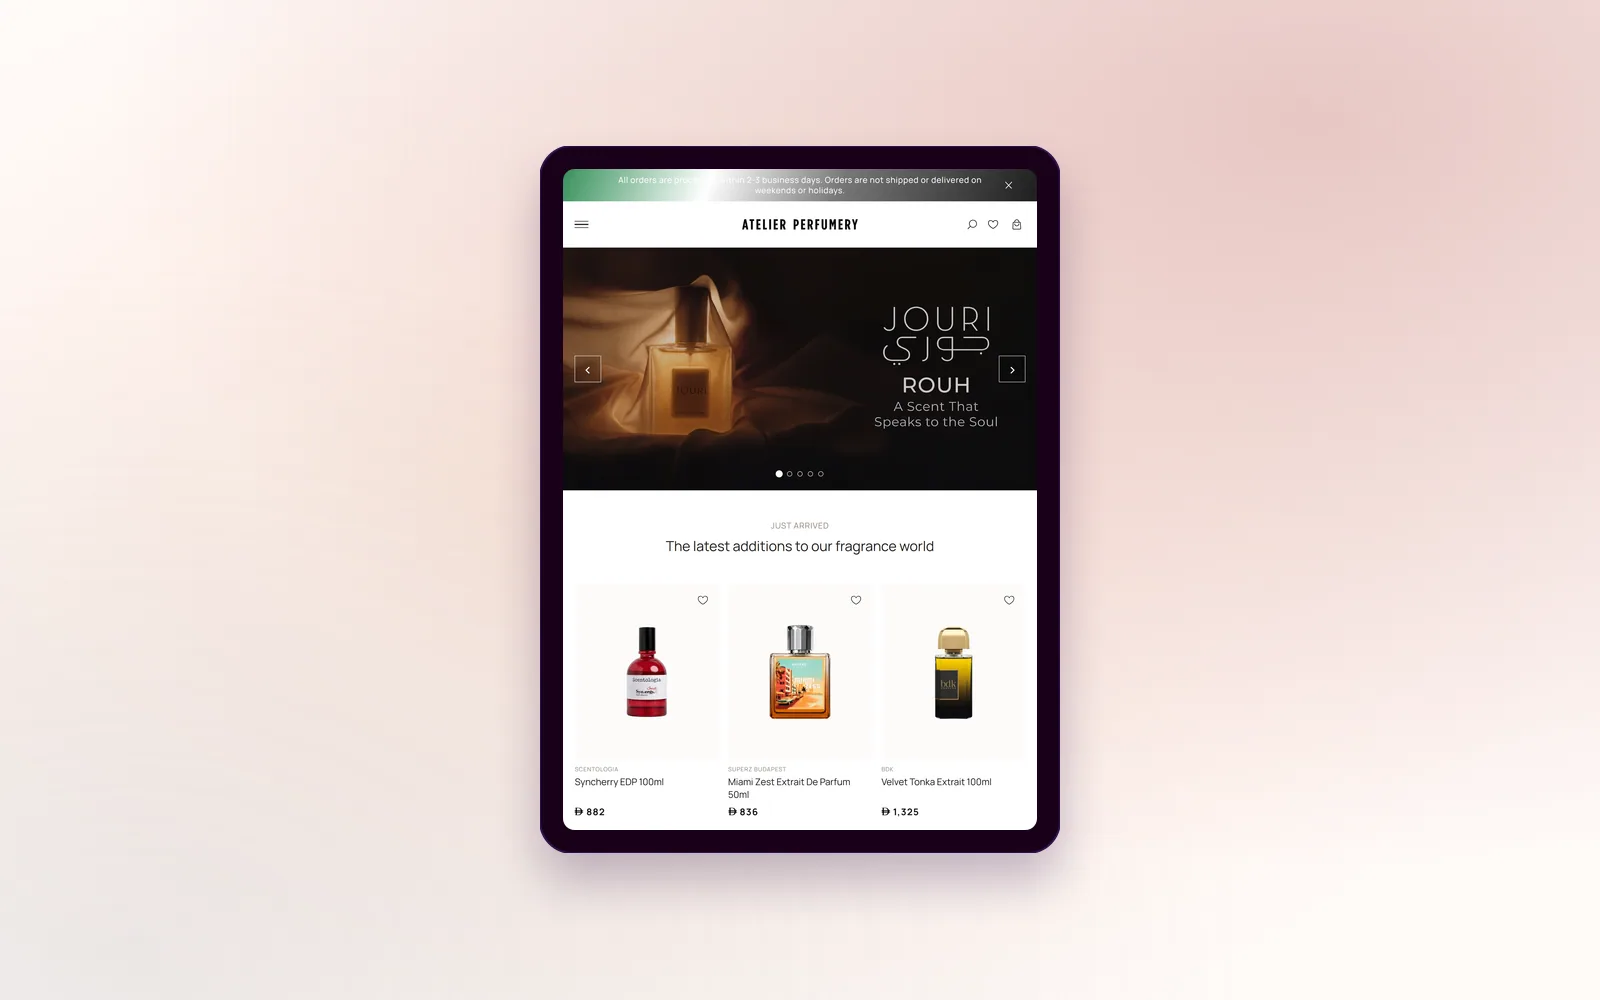 All orders are within 2-3 business days. Orders are not shipped or delivered on
weekends or holidays.
ATELIER PERFUMERY
JOURI
جوري
ROUH
A Scent That
Speaks to the Soul
JUST ARRIVED
The latest additions to our fragrance world
Scentologia
bdk
SCENTOLOGIA
Syncherry EDP 100ml
882
SUPERZ BUDAPEST
Miami Zest Extrait De Parfum
50ml
836
BDK
Velvet Tonka Extrait 100ml
1,325